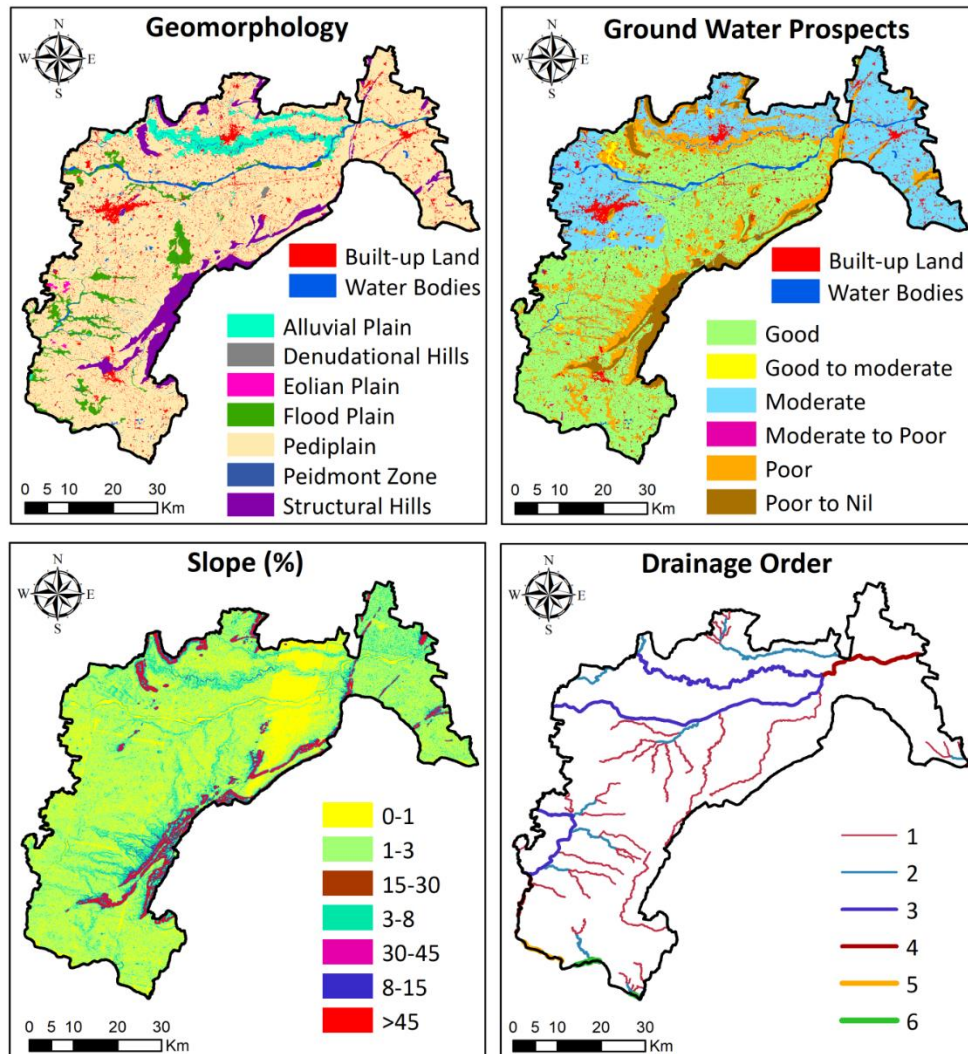 Geomorphology
N
W E
S
Built-up Land
Water Bodies
Alluvial Plain
Denudational Hills
Eolian Plain
Flood Plain
Pediplain
Peidmont Zone
Structural Hills
0 5 10 20 30
Km
Ground Water Prospects
N
W E
S
Built-up Land
Water Bodies
Good
Good to moderate
Moderate
Moderate to Poor
Poor
Poor to Nil
0 5 10 20 30
Km
Slope (%)
N
W E
S
0-1
1-3
15-30
3-8
30-45
8-15
>45
0 5 10 20 30
Km
Drainage Order
N
W E
S
1
2
3
4
5
6
0 5 10 20 30
Km